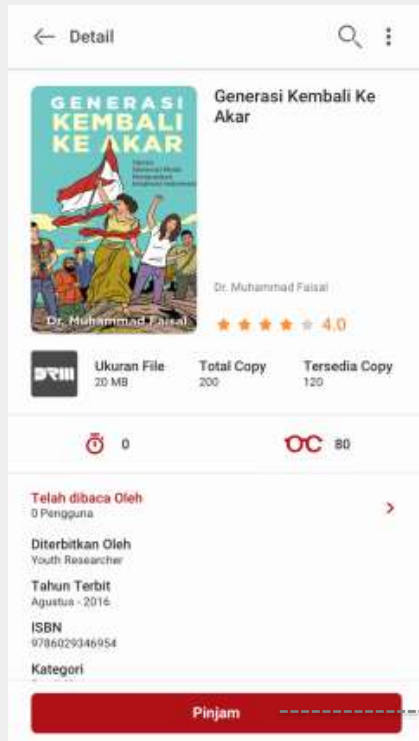 Detail
GENERASI
KEMBALI
KE AKAR
Dr. Muhammad Faisal
Generasi Kembali Ke
Akar
Dr. Muhammad Faisal
4.0
DRM
Ukuran File
20 MB
Total Copy
200
Tersedia Copy
120
0
80
Telah dibaca Oleh
0 Pengguna
Diterbitkan Oleh
Youth Researcher
Tahun Terbit
Agustus - 2016
ISBN
9786029346954
Kategori
Pinjam